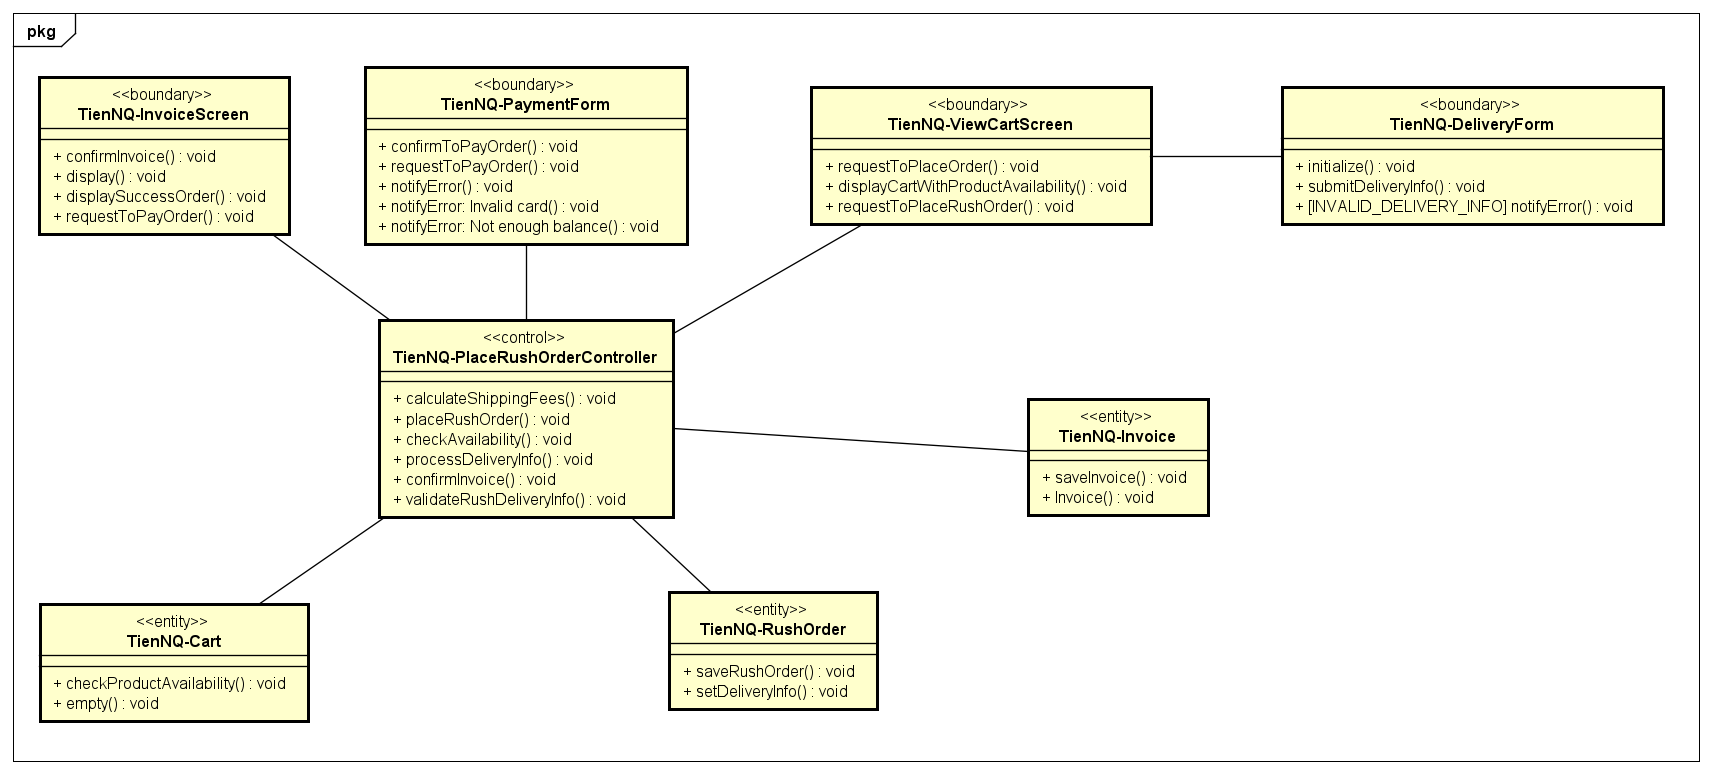 pkg
<<boundary>>
TienNQ-InvoiceScreen
+ confirmInvoice() : void
+ display() : void
+ displaySuccessOrder() : void
+ requestToPayOrder() : void
<<boundary>>
TienNQ-PaymentForm
+ confirmToPayOrder() : void
+ requestToPayOrder() : void
+ notifyError() : void
+ notifyError: Invalid card() : void
+ notifyError: Not enough balance() : void
<<boundary>>
TienNQ-ViewCartScreen
+ requestToPlaceOrder() : void
+ displayCartWithProductAvailability() : void
+ requestToPlaceRushOrder() : void
<<boundary>>
TienNQ-DeliveryForm
+ initialize() : void
+ submitDeliveryInfo() : void
+ [INVALID_DELIVERY_INFO] notifyError() : void
<<control>>
TienNQ-PlaceRushOrderController
+ calculateShippingFees() : void
+ placeRushOrder() : void
+ checkAvailability() : void
+ processDeliveryInfo() : void
+ confirmInvoice() : void
+ validateRushDeliveryInfo() : void
<<entity>>
TienNQ-Invoice
+ saveInvoice() : void
+ Invoice() : void
<<entity>>
TienNQ-Cart
+ checkProductAvailability() : void
+ empty() : void
<<entity>>
TienNQ-RushOrder
+ saveRushOrder() : void
+ setDeliveryInfo() : void